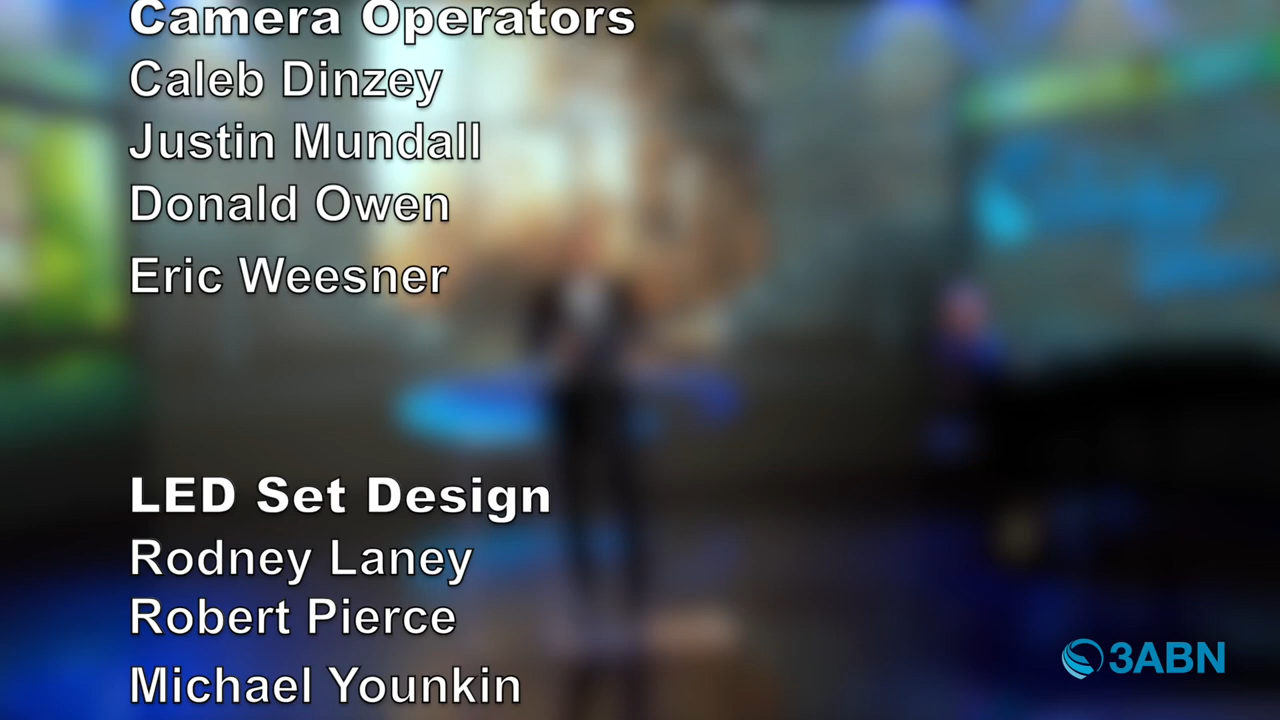 Camera Operators
Caleb Dinzey
Justin Mundall
Donald Owen
Eric Weesner
LED Set Design
Rodney Laney
Robert Pierce
Michael Younkin
3ABN